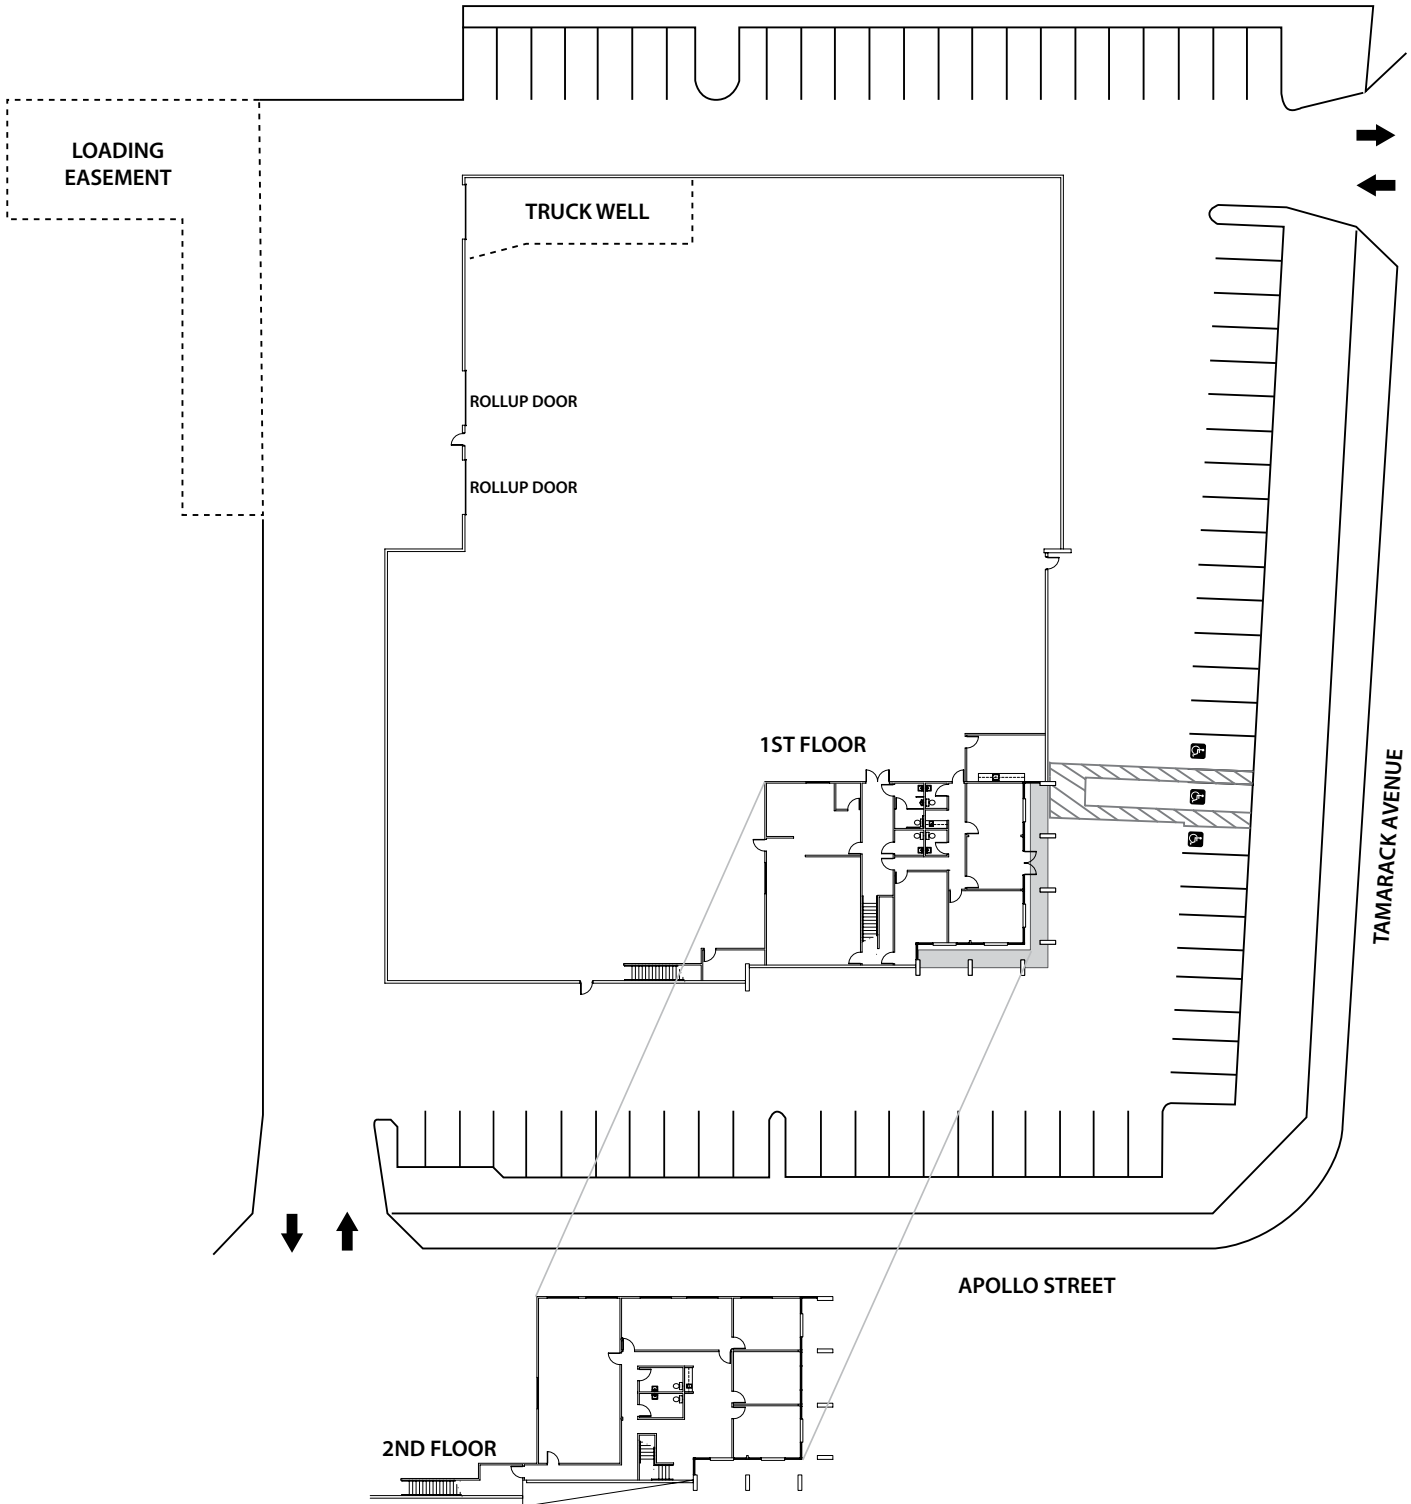 LOADING
EASEMENT
TRUCK WELL
ROLLUP DOOR
ROLLUP DOOR
1ST FLOOR
TAMARACK AVENUE
APOLLO STREET
2ND FLOOR